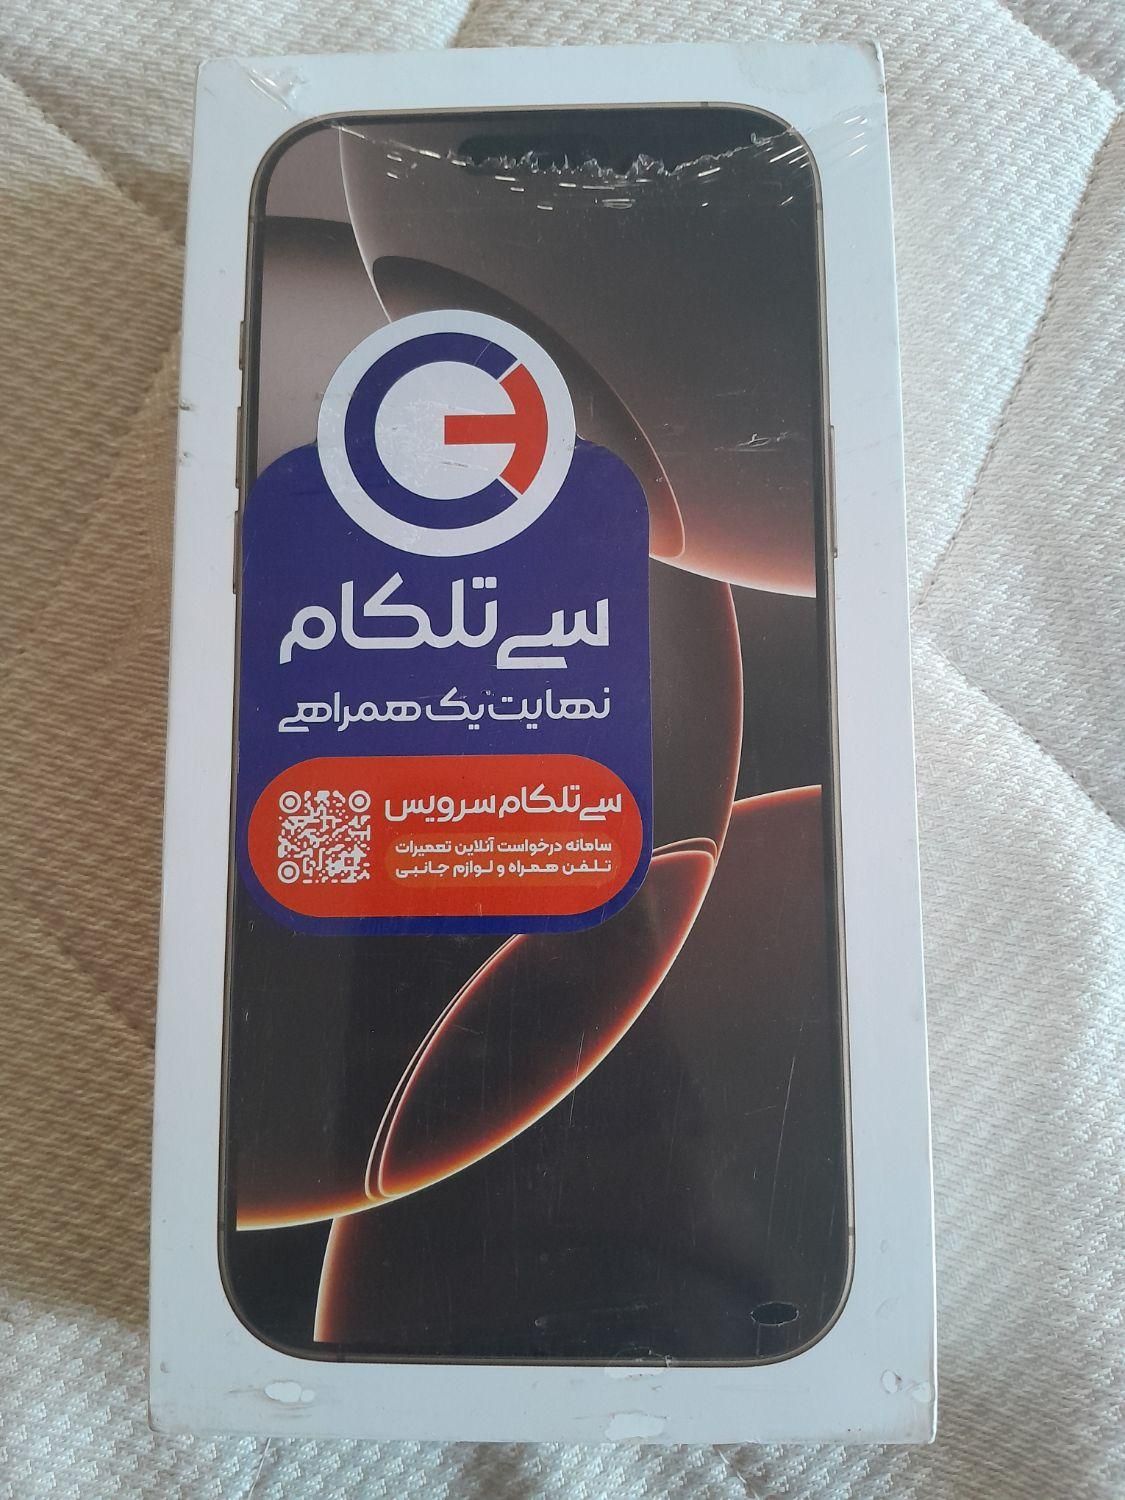 سی تلکام
نهایت یک همراهی
سی تلکام سرویس
سامانه درخواست آنلاین تعمیرات
تلفن همراه و لوازم جانبی